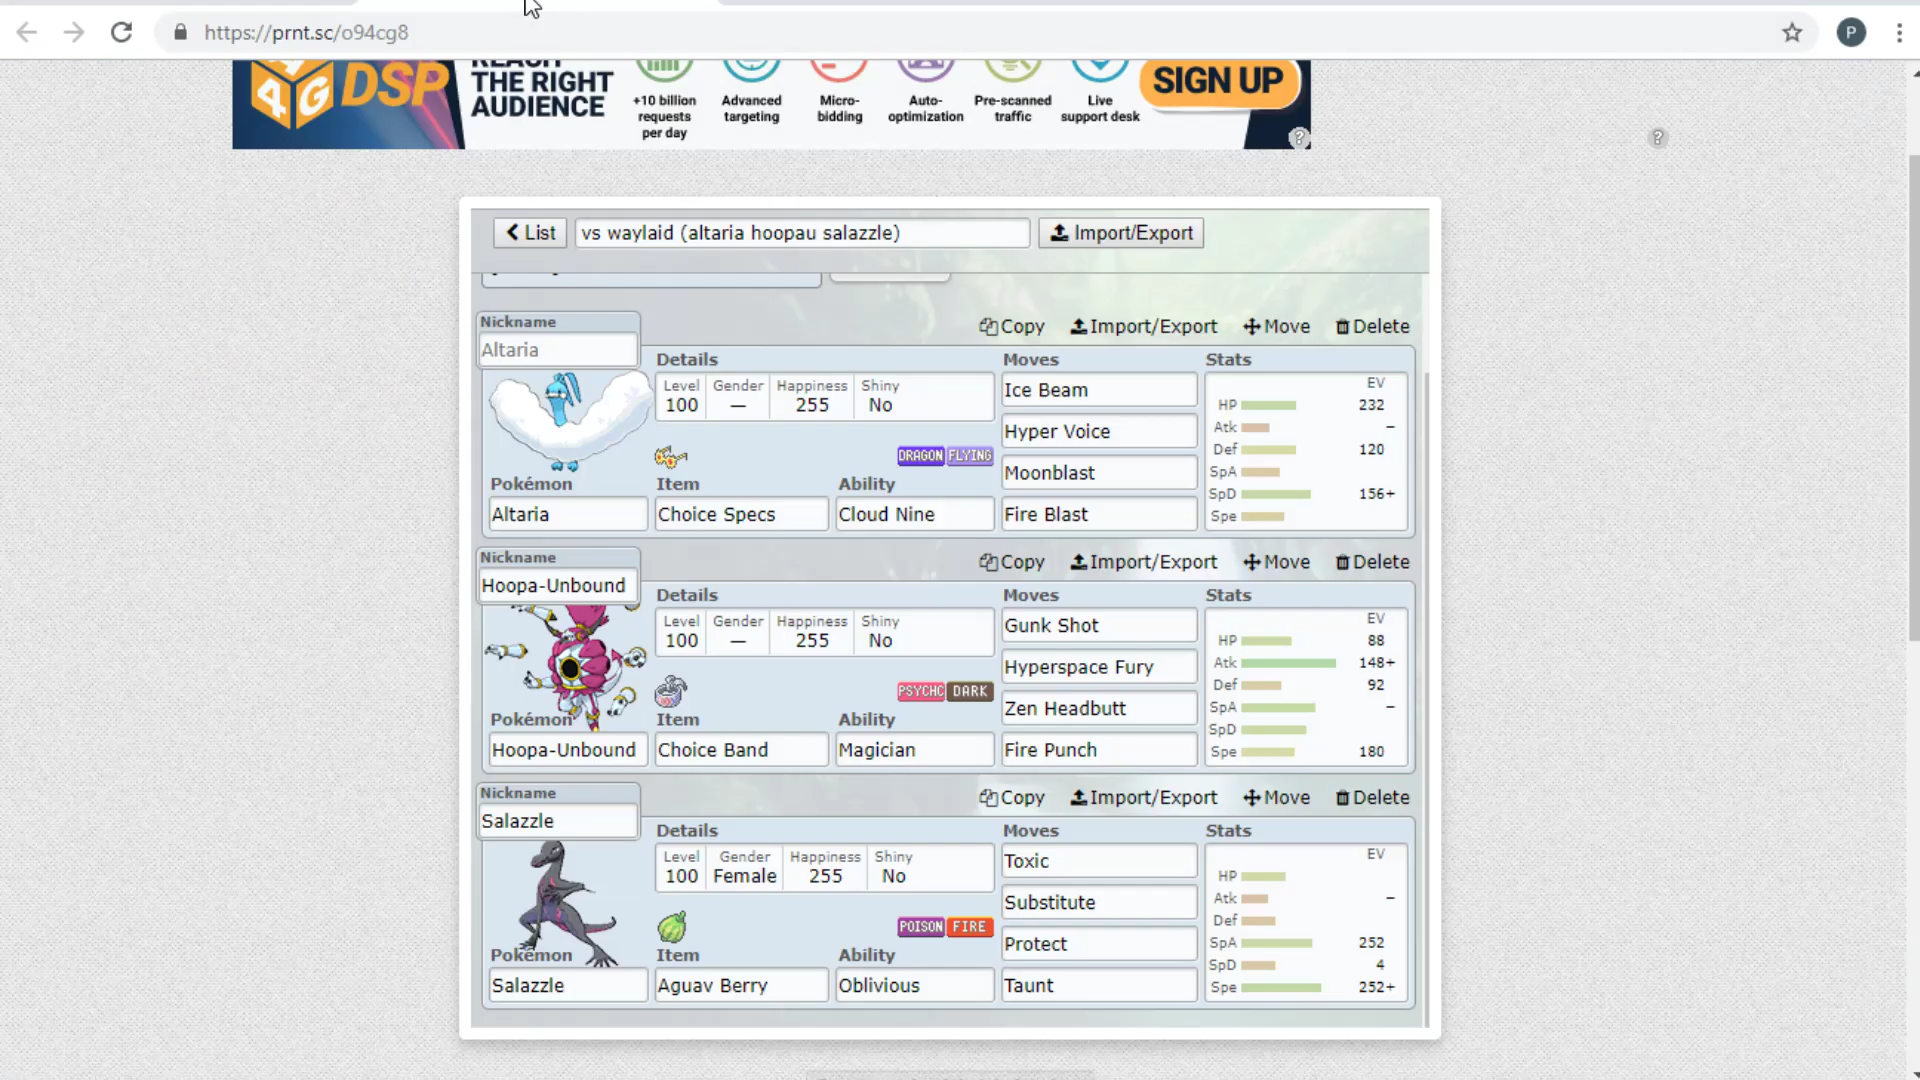 https://prnt.sc/o94cg8
P
4G DSP
REACH
THE RIGHT
AUDIENCE
+10 billion
requests
per day
Advanced
targeting
Micro-
bidding
Auto-
optimization
Pre-scanned
traffic
Live
support desk
SIGN UP
?
?
List
vs waylaid (altaria hoopau salazzle)
Import/Export
Nickname
Altaria
Copy Import/Export Move Delete
Details
Level Gender Happiness Shiny
100 — 255 No
DRAGON FLYING
Pokémon Item Ability
Altaria Choice Specs Cloud Nine
Moves
Ice Beam
Hyper Voice
Moonblast
Fire Blast
Stats
EV
HP 232
Atk –
Def 120
SpA
SpD 156+
Spe
Nickname
Hoopa-Unbound
Copy Import/Export Move Delete
Details
Level Gender Happiness Shiny
100 — 255 No
PSYCHC DARK
Pokémon Item Ability
Hoopa-Unbound Choice Band Magician
Moves
Gunk Shot
Hyperspace Fury
Zen Headbutt
Fire Punch
Stats
EV
HP 88
Atk 148+
Def 92
SpA –
SpD
Spe 180
Nickname
Salazzle
Copy Import/Export Move Delete
Details
Level Gender Happiness Shiny
100 Female 255 No
POISON FIRE
Pokémon Item Ability
Salazzle Aguav Berry Oblivious
Moves
Toxic
Substitute
Protect
Taunt
Stats
EV
HP
Atk –
Def
SpA 252
SpD 4
Spe 252+